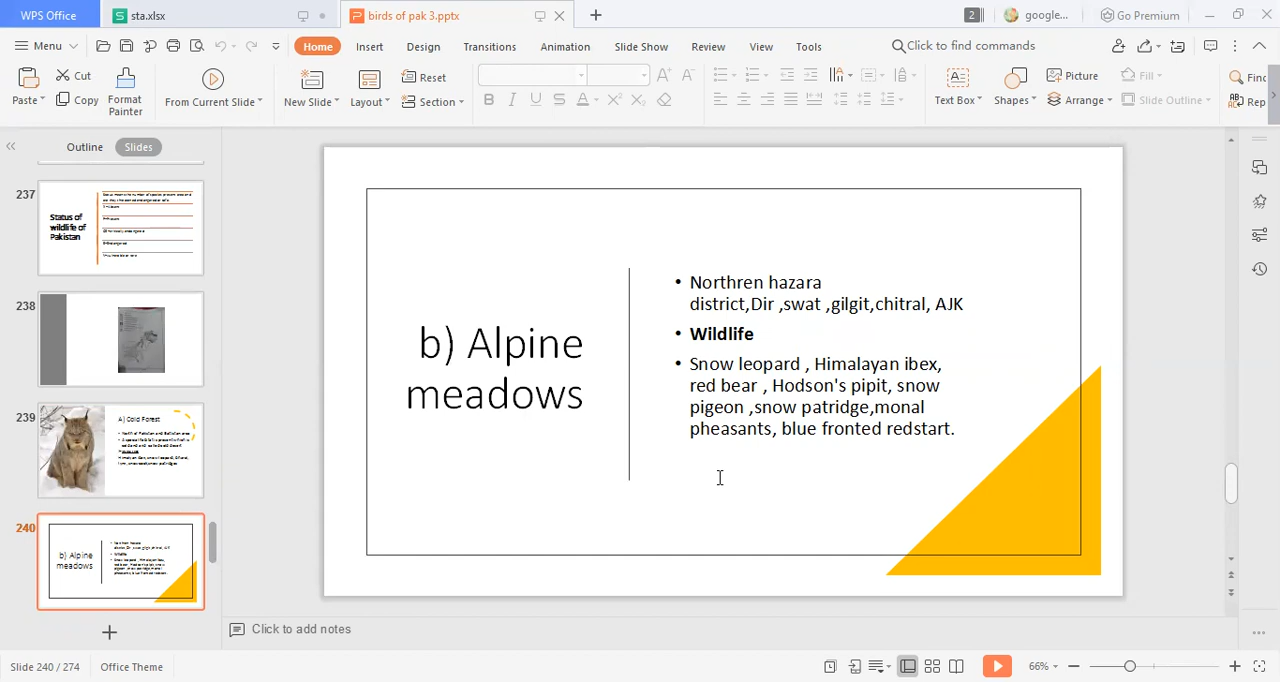 WPS Office
sta.xlsx
birds of pak 3.pptx
2
google...
Go Premium
Menu
Home
Insert
Design
Transitions
Animation
Slide Show
Review
View
Tools
Click to find commands
Paste
Cut
Copy
Format
Painter
From Current Slide
New Slide
Layout
Reset
Section
B I U S A X² X₂
Text Box
Shapes
Picture
Arrange
Fill
Slide Outline
Find
Rep
Outline
Slides
237
Status of
wildlife of
Pakistan
238
239
A) Cold Forest
240
b) Alpine
meadows
b) Alpine
meadows
• Northren hazara
district,Dir ,swat ,gilgit,chitral, AJK
• Wildlife
• Snow leopard , Himalayan ibex,
red bear , Hodson's pipit, snow
pigeon ,snow patridge,monal
pheasants, blue fronted redstart.
Click to add notes
Slide 240 / 274
Office Theme
66%